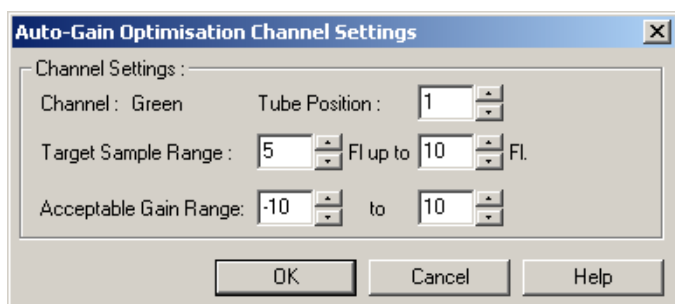 Auto-Gain Optimisation Channel Settings
Channel Settings :
Channel : Green Tube Position : 1
Target Sample Range : 5 Fl up to 10 Fl.
Acceptable Gain Range: -10 to 10
OK Cancel Help